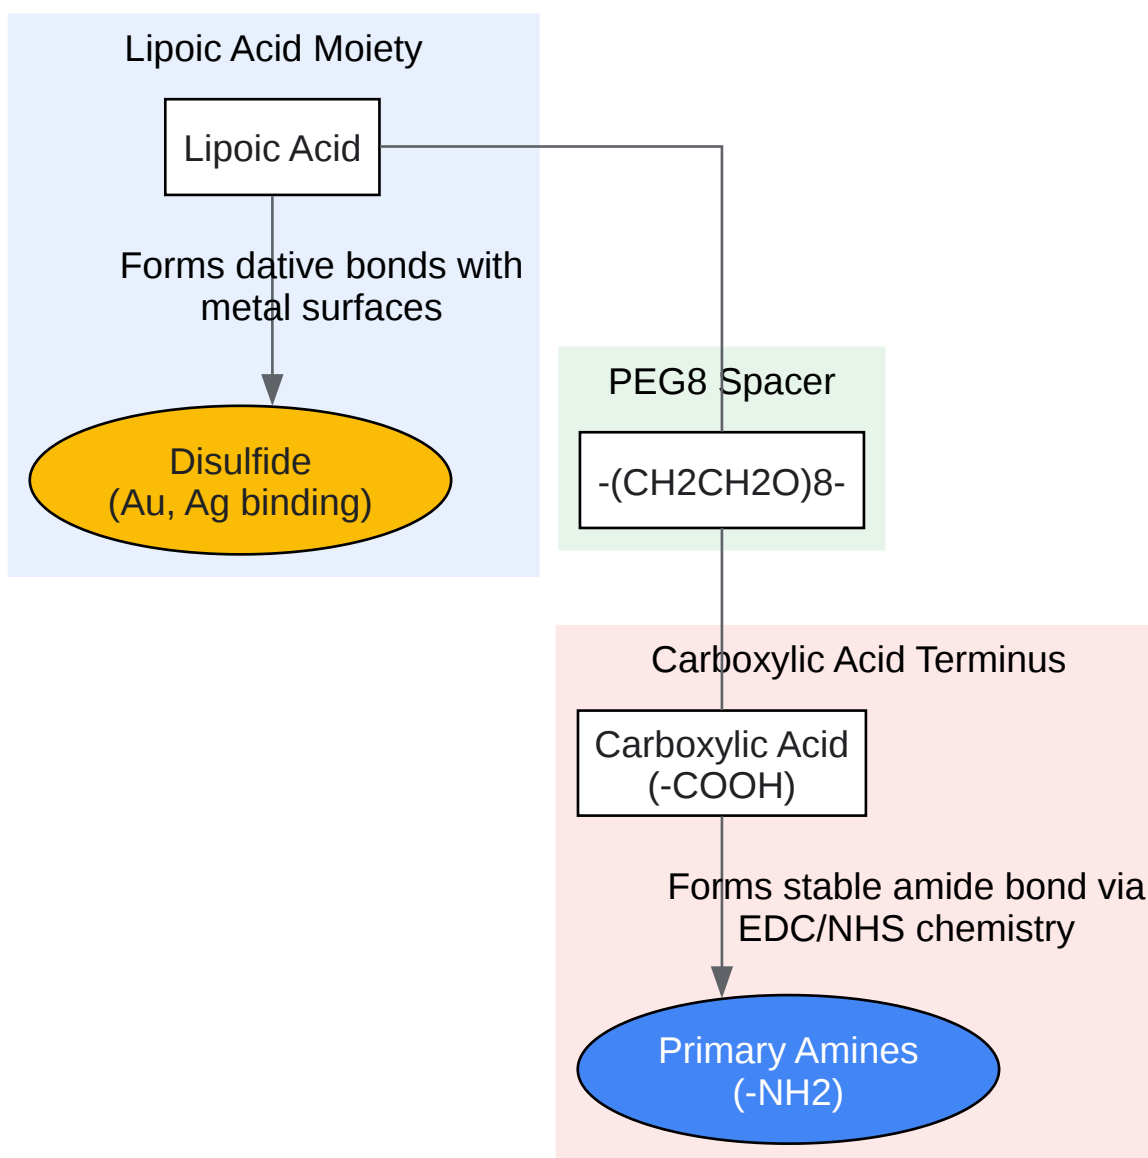 Lipoic Acid Moiety
Lipoic Acid
Forms dative bonds with
metal surfaces
Disulfide
(Au, Ag binding)
PEG8 Spacer
-(CH2CH2O)8-
Carboxylic Acid Terminus
Carboxylic Acid
(-COOH)
Forms stable amide bond via
EDC/NHS chemistry
Primary Amines
(-NH2)